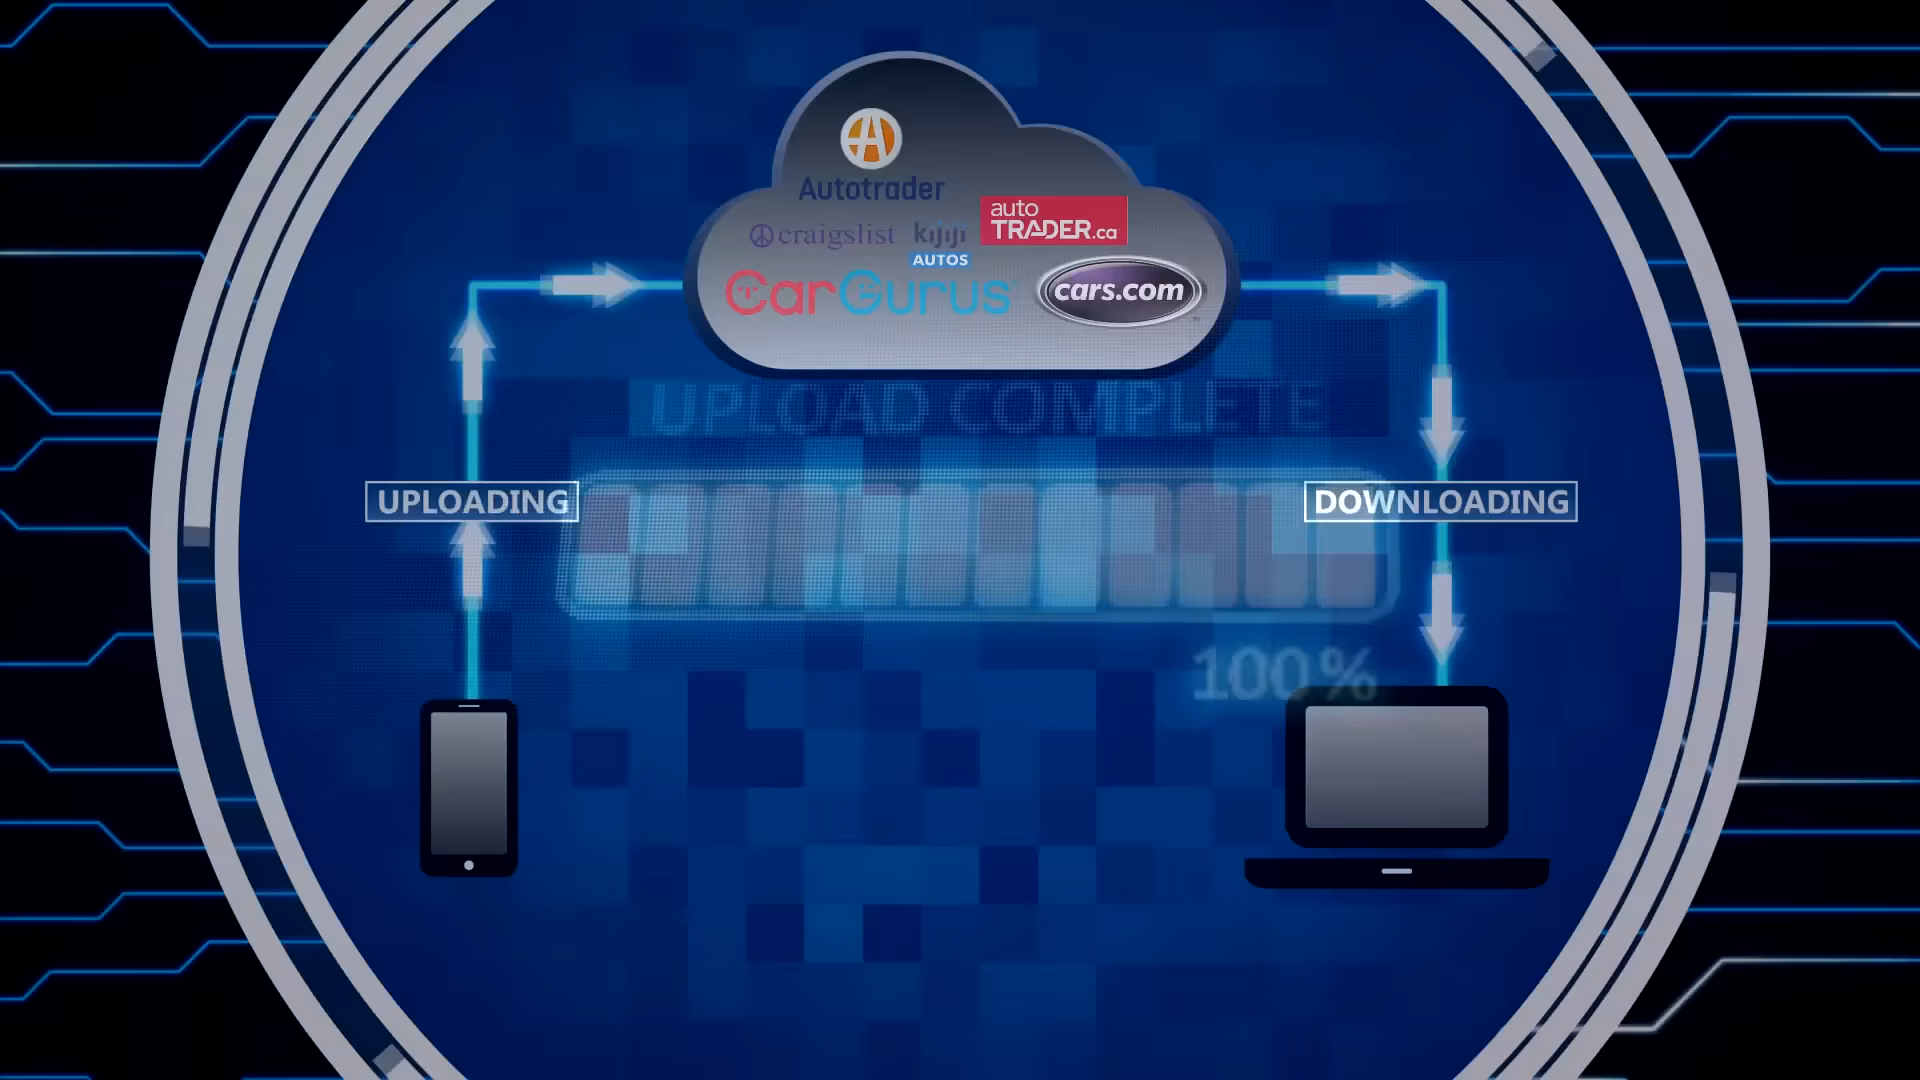 Autotrader
auto
TRADER.ca
craigslist
kijiji
AUTOS
CarGurus
cars.com
UPLOAD COMPLETE
UPLOADING
DOWNLOADING
100%